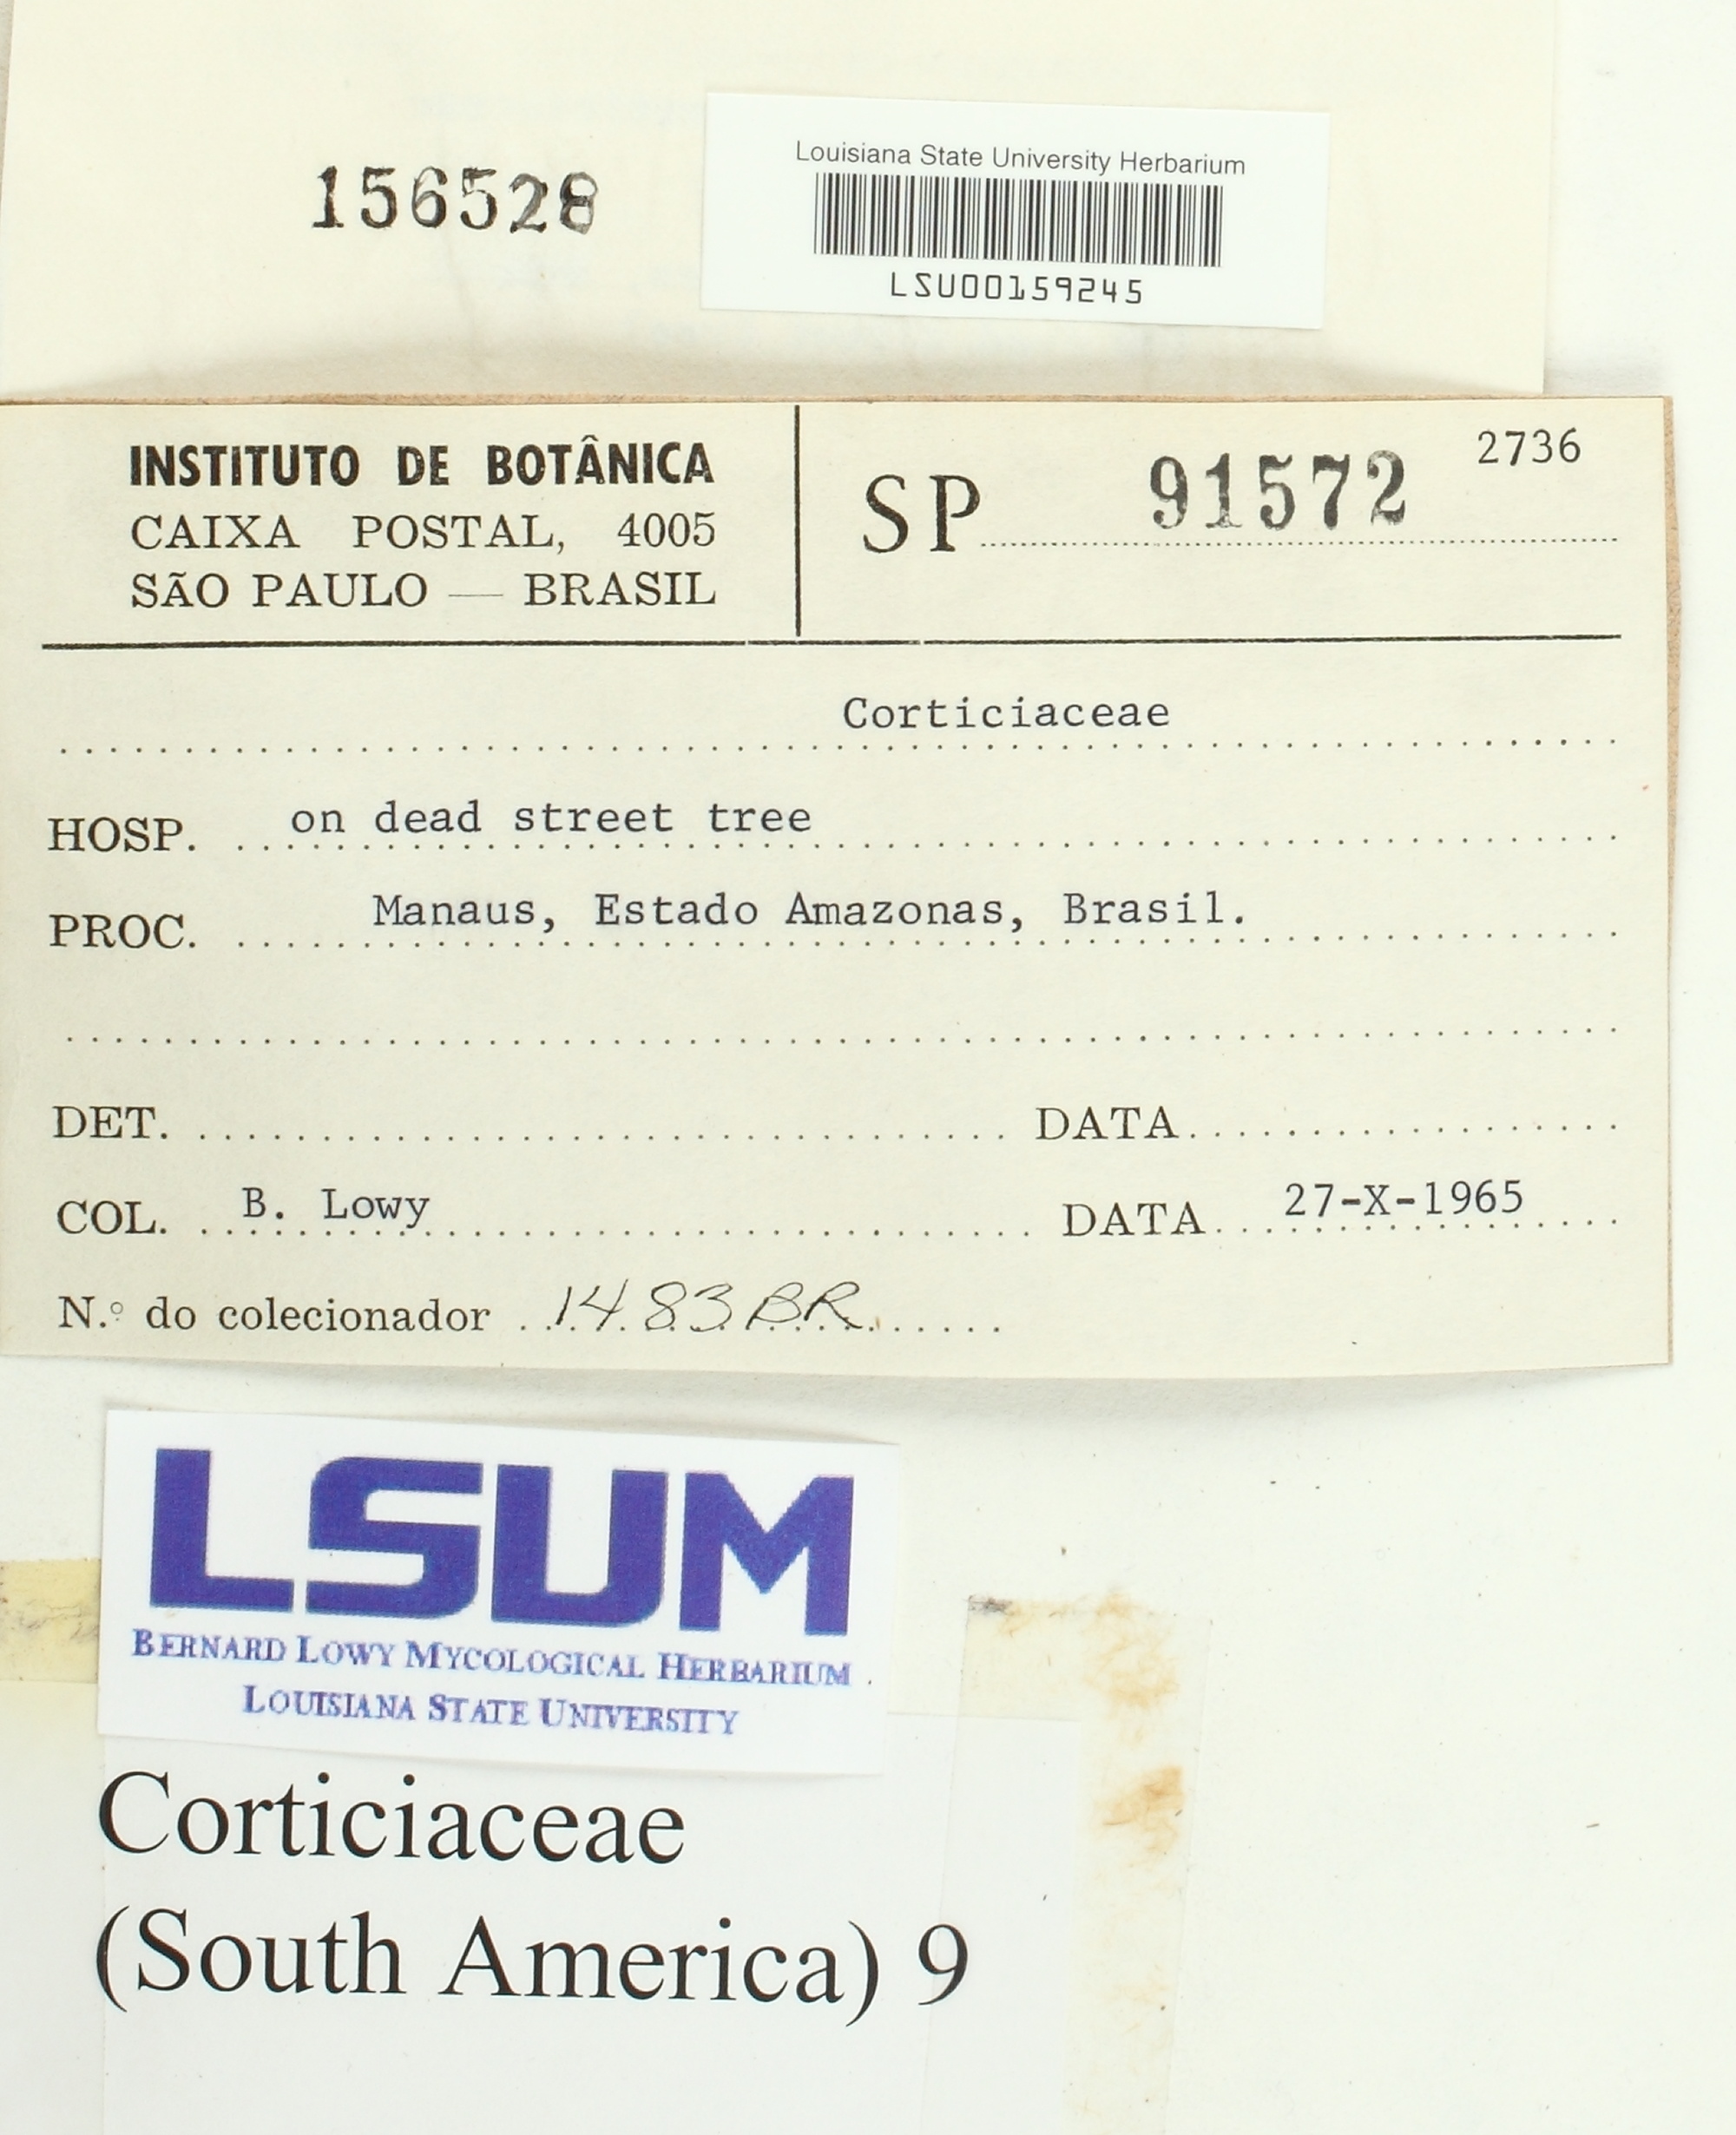 156528
Louisiana State University Herbarium
LSU00159245
INSTITUTO DE BOTÂNICA
CAIXA POSTAL, 4005
SÃO PAULO — BRASIL
SP 91572 2736
Corticiaceae
HOSP. on dead street tree
PROC. Manaus, Estado Amazonas, Brasil.
DET. DATA
COL. B. Lowy DATA 27-X-1965
N.º do colecionador 1483BR
LSUM
BERNARD LOWY MYCOLOGICAL HERBARIUM
LOUISIANA STATE UNIVERSITY
Corticiaceae
(South America) 9